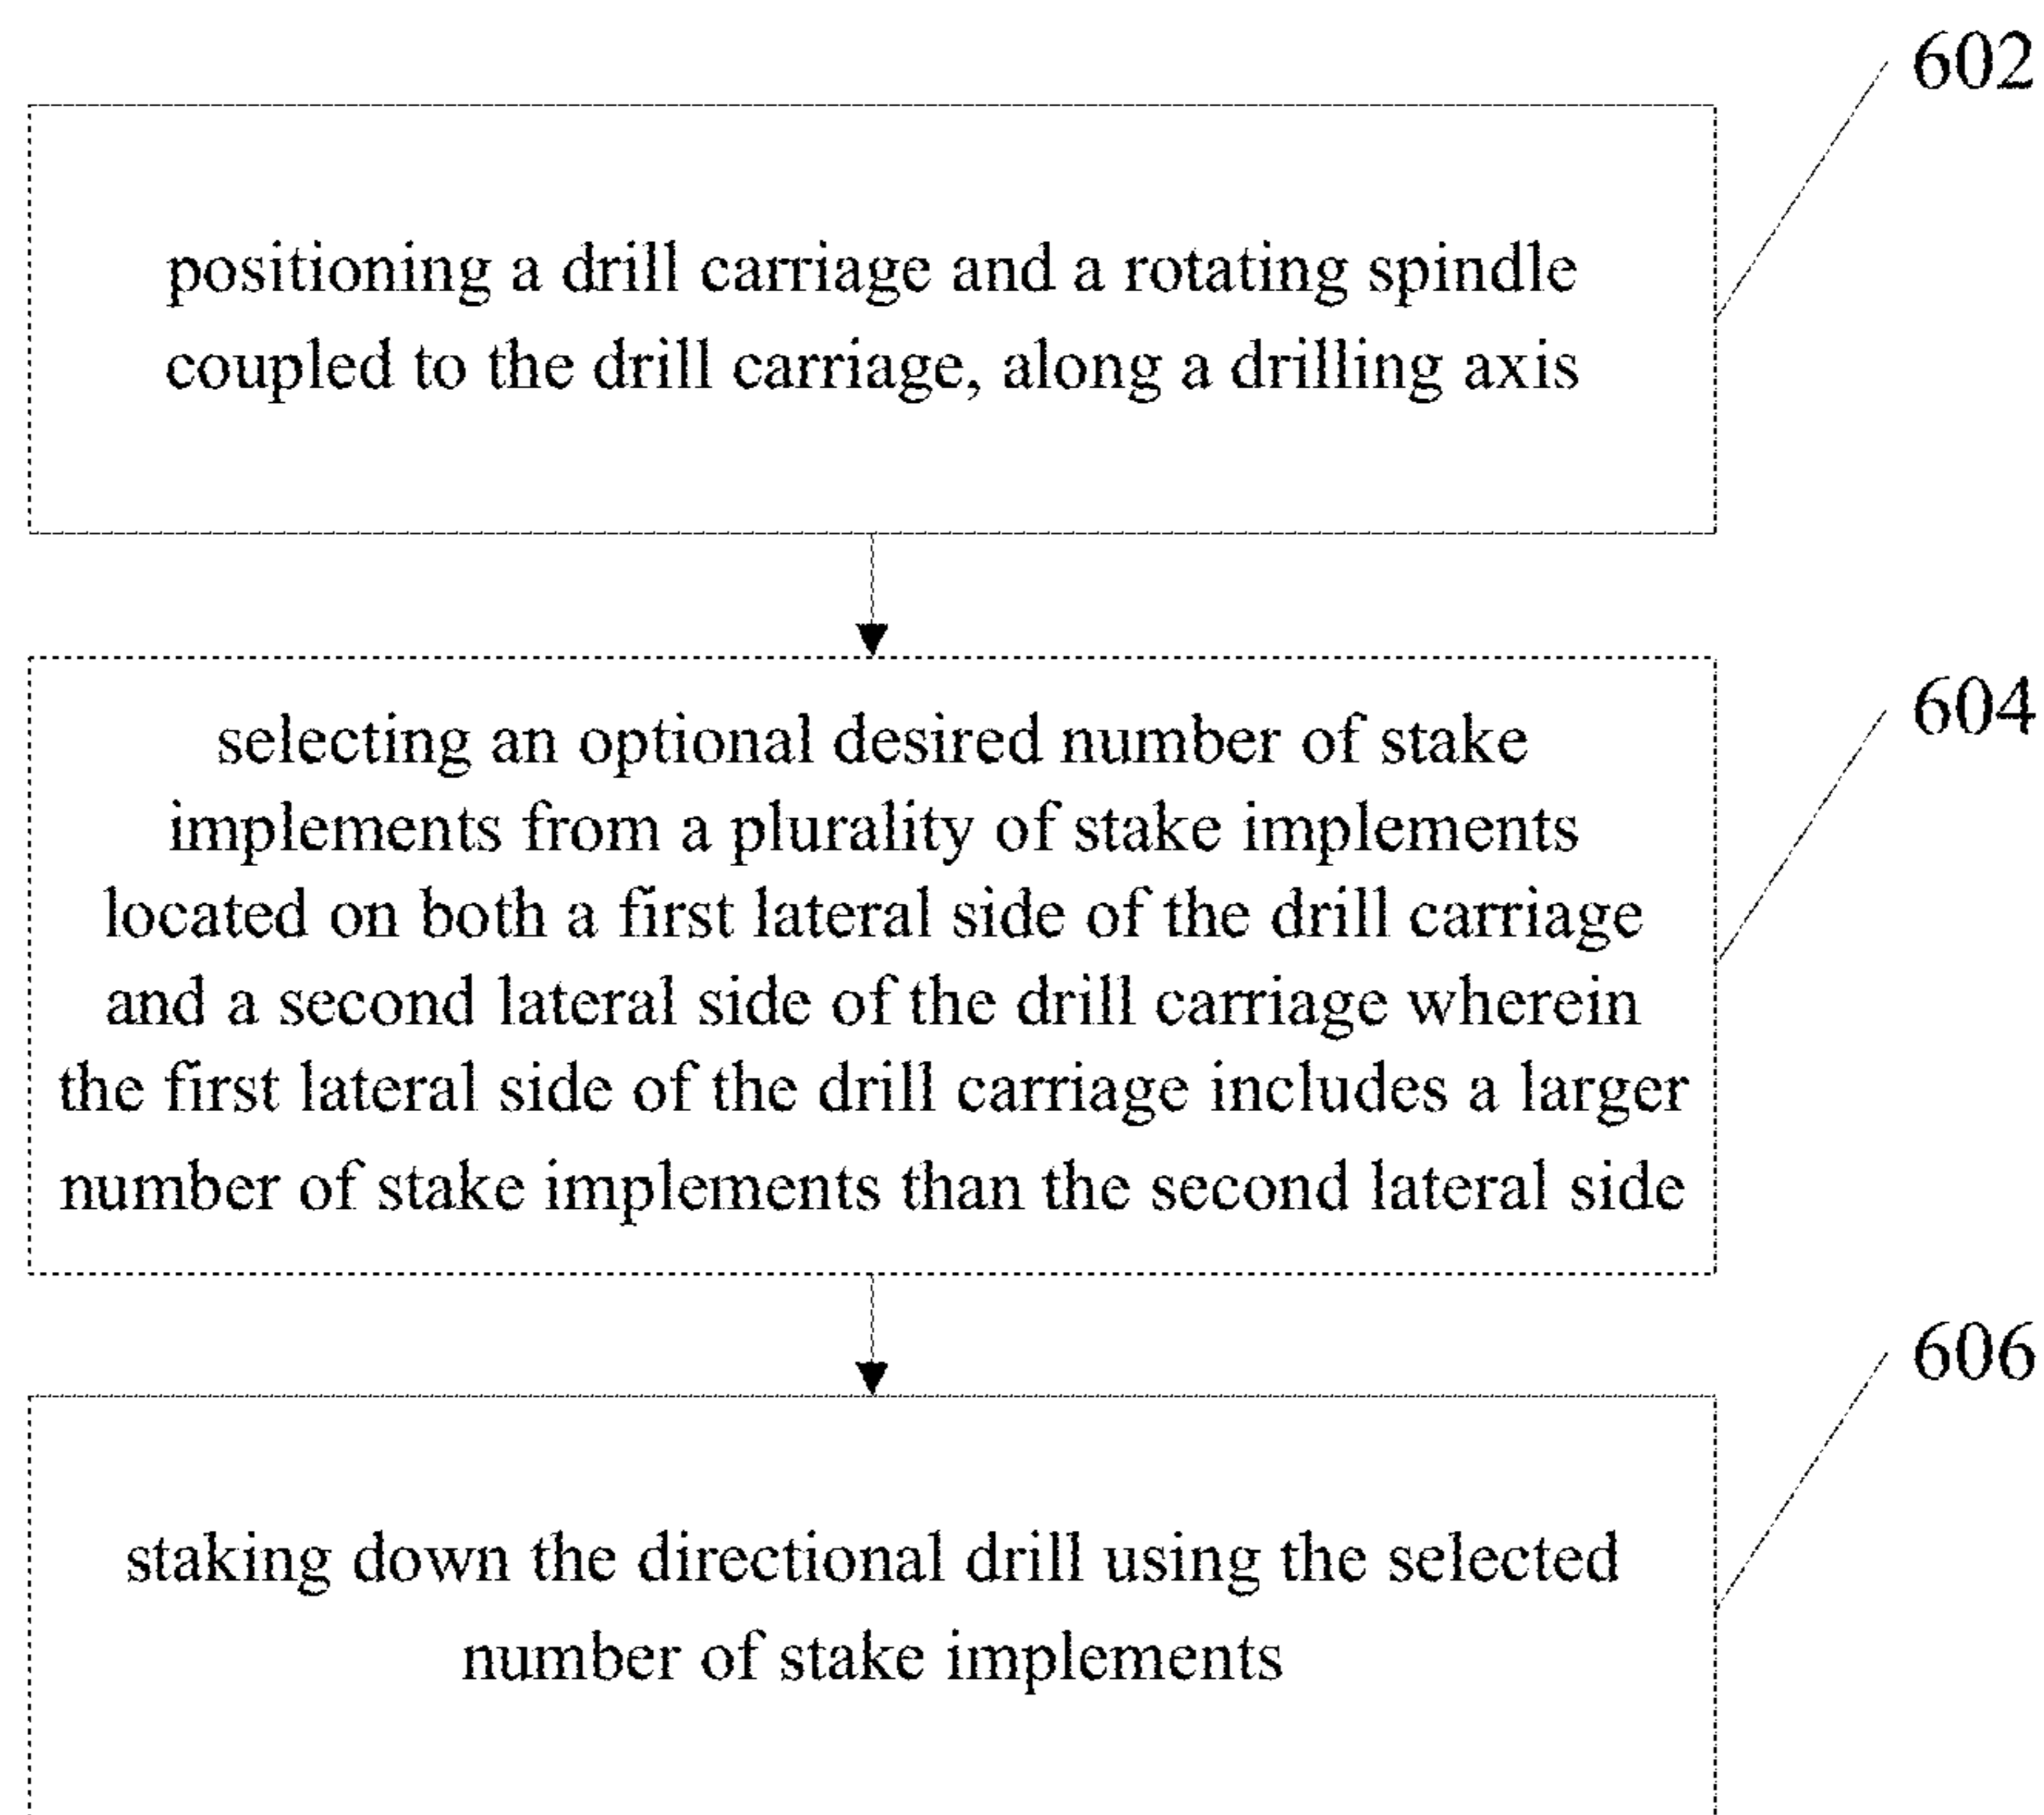 602
positioning a drill carriage and a rotating spindle
coupled to the drill carriage, along a drilling axis
604
selecting an optional desired number of stake
implements from a plurality of stake implements
located on both a first lateral side of the drill carriage
and a second lateral side of the drill carriage wherein
the first lateral side of the drill carriage includes a larger
number of stake implements than the second lateral side
606
staking down the directional drill using the selected
number of stake implements